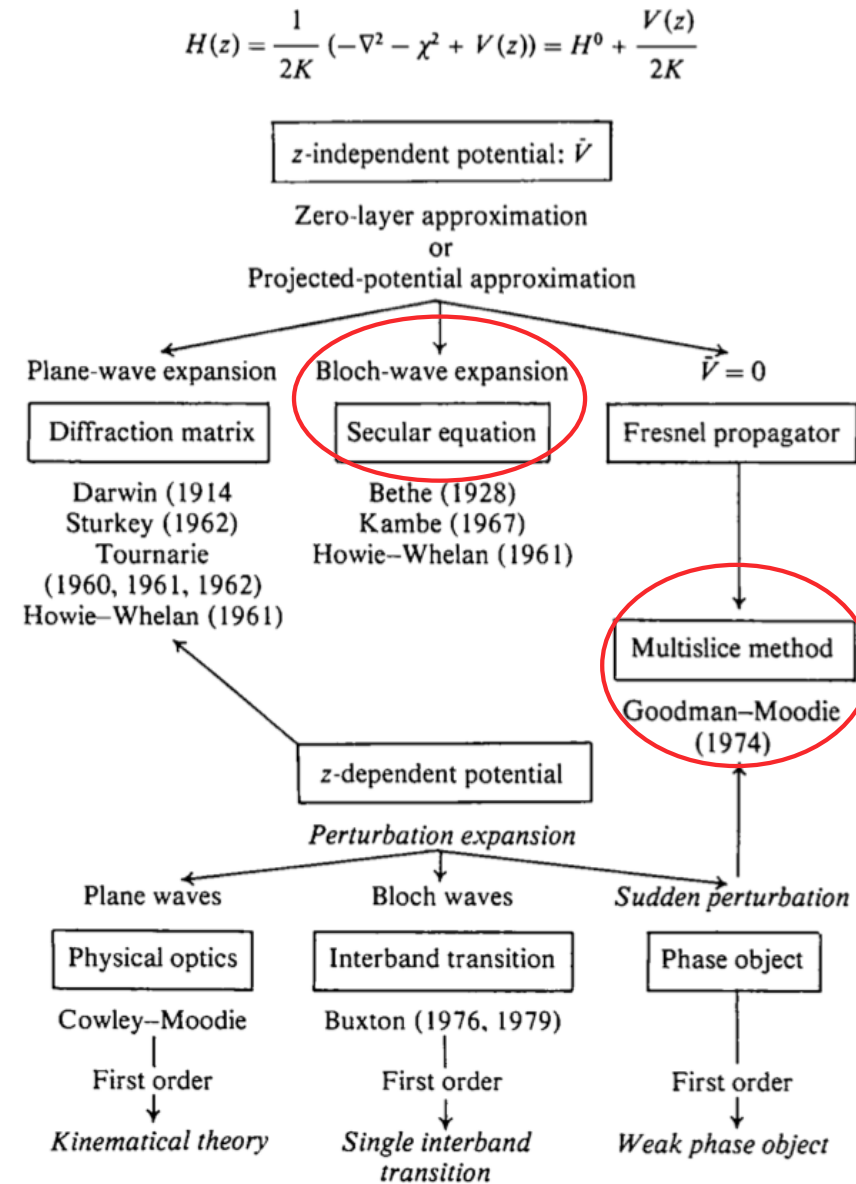 H(z) = \frac{1}{2K} (-∇² - χ² + V(z)) = H⁰ + \frac{V(z)}{2K}
z-independent potential: V̄
Zero-layer approximation
or
Projected-potential approximation
Plane-wave expansion
Diffraction matrix
Darwin (1914
Sturkey (1962)
Tournarie
(1960, 1961, 1962)
Howie–Whelan (1961)
Bloch-wave expansion
Secular equation
Bethe (1928)
Kambe (1967)
Howie–Whelan (1961)
V̄ = 0
Fresnel propagator
Multislice method
Goodman–Moodie
(1974)
z-dependent potential
Perturbation expansion
Plane waves
Physical optics
Cowley–Moodie
First order
Kinematical theory
Bloch waves
Interband transition
Buxton (1976, 1979)
First order
Single interband
transition
Sudden perturbation
Phase object
First order
Weak phase object